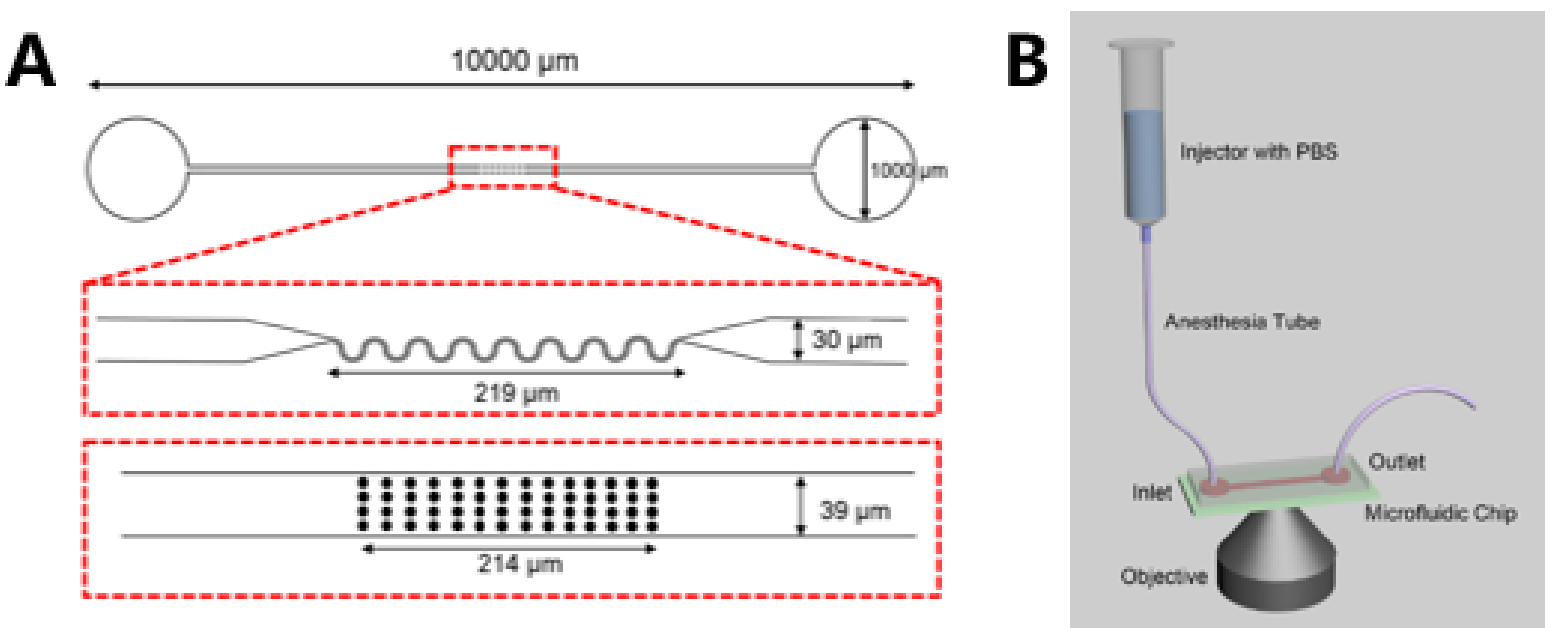 A
10000 µm
1000 µm
30 µm
219 µm
39 µm
214 µm
B
Injector with PBS
Anesthesia Tube
Outlet
Inlet
Microfluidic Chip
Objective